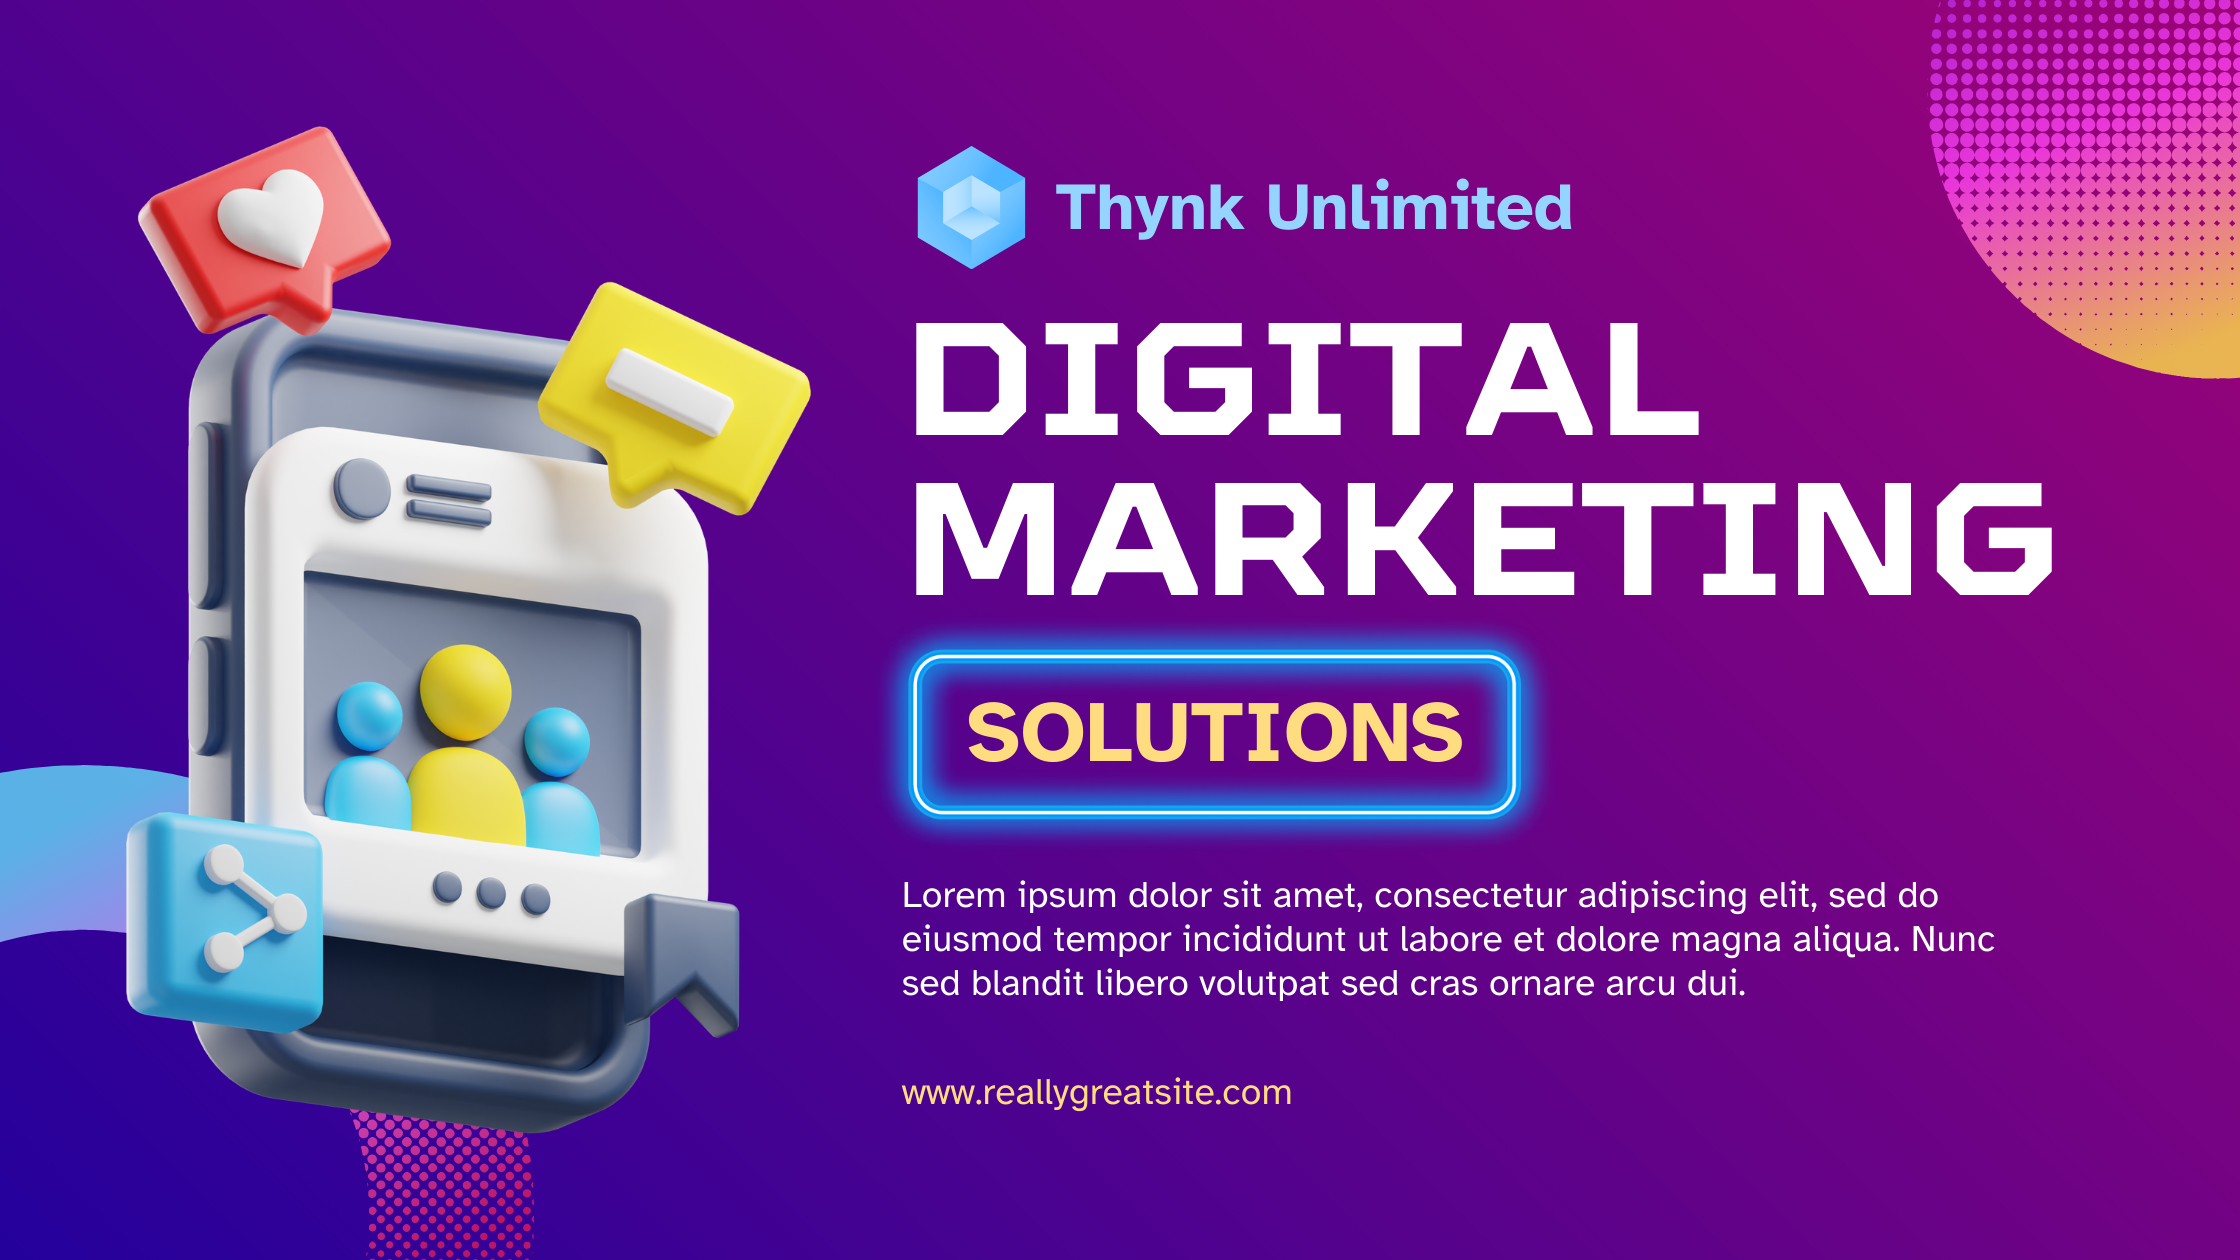 Thynk Unlimited
DIGITAL
MARKETING
SOLUTIONS
Lorem ipsum dolor sit amet, consectetur adipiscing elit, sed do
eiusmod tempor incididunt ut labore et dolore magna aliqua. Nunc
sed blandit libero volutpat sed cras ornare arcu dui.
www.reallygreatsite.com